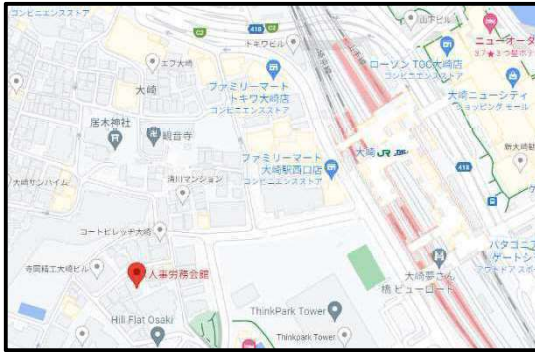 コンビニエンスストア
418
C2
C2
トキワビル
山下ビル
ニューオータ
エフ大崎
大崎
ファミリーマート
トキワ大崎店
コンビニエンスストア
ローソン TOC大崎店
コンビニエンスストア
大崎ニューシティ
ショッピング モール
居木神社
観音寺
大崎サンハイム
清川マンション
ファミリーマート
大崎駅西口店
コンビニエンスストア
大崎 JR
418
コートビレッヂ大崎
寺岡精工大崎ビル
人事労務会館
大崎夢さん
橋 ビューロード
パタゴニア
ゲートシ
アウトドア スポ
ThinkPark Tower
Thinkpark Tower
Hill Flat Osaki